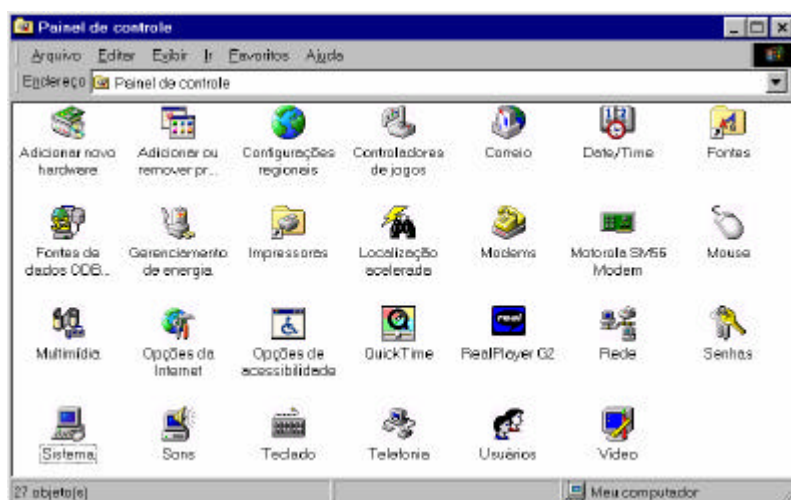 Painel de controle
Arquivo Editar Exibir Ir Favoritos Ajuda
Endereço Painel de controle
Adicionar novo hardware
Adicionar ou remover pr...
Configurações regionais
Controladores de jogos
Correio
Date/Time
Fontes
Fontes de dados ODB...
Gerenciamento de energia
Impressoras
Localização acelerada
Modems
Motorola SM56 Modem
Mouse
Multimídia
Opções da Internet
Opções de acessibilidade
QuickTime
real
RealPlayer G2
Rede
Senhas
Sistema
Sons
Teclado
Telefonia
Usuários
Vídeo
27 objeto(s)
Meu computador